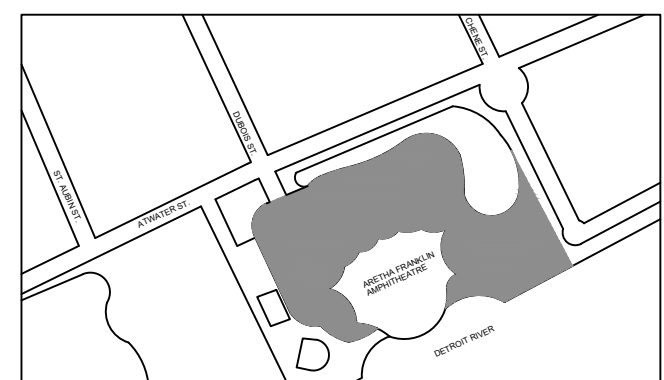 CHENE ST.
DUBOIS ST.
ST. AUBIN ST.
ATWATER ST.
ARETHA FRANKLIN
AMPHITHEATRE
DETROIT RIVER